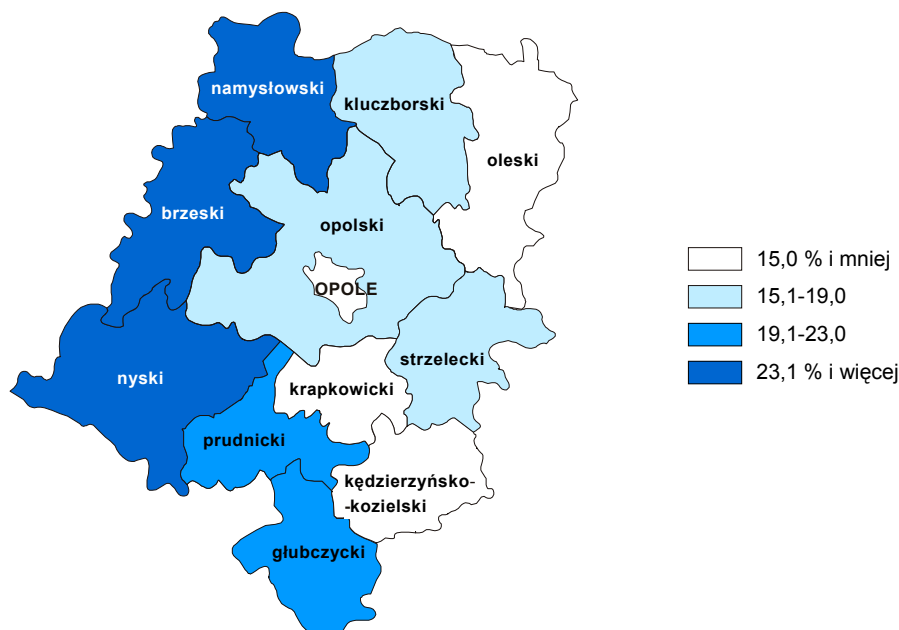 namysłowski
kluczborski
oleski
brzeski
opolski
OPOLE
strzelecki
nyski
krapkowicki
prudnicki
kędzierzyńsko-
-kozielski
głubczycki
15,0 % i mniej
15,1-19,0
19,1-23,0
23,1 % i więcej